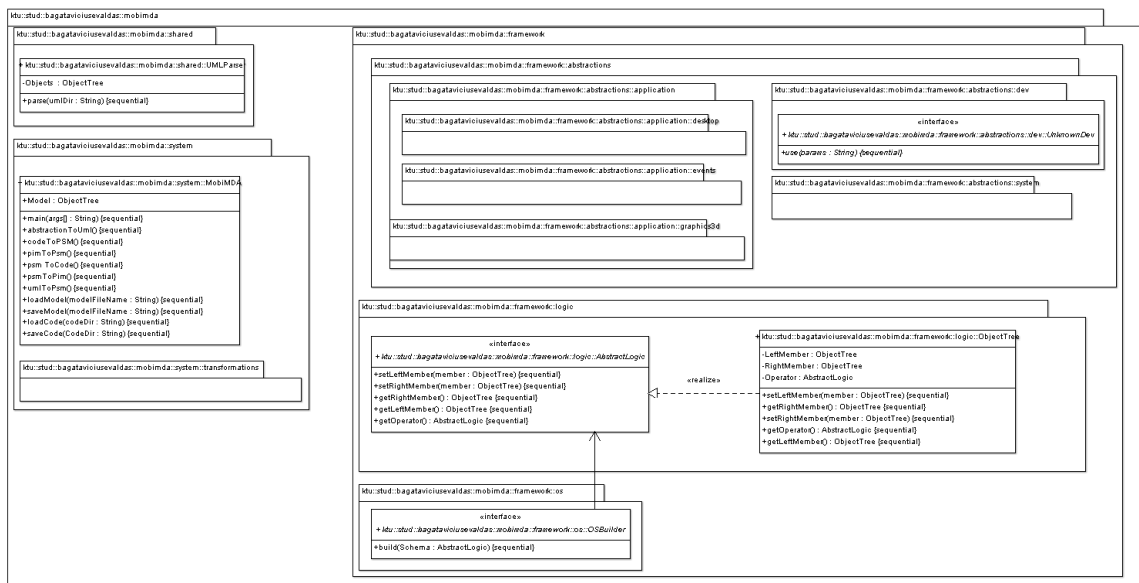 ktu::stud::bagataviciusevaldas::mobimda
ktu::stud::bagataviciusevaldas::mobimda::shared
+ ktu::stud::bagataviciusevaldas::mobimda::shared::UMLParser
-Objects : ObjectTree
+parse(umlDir : String) {sequential}
ktu::stud::bagataviciusevaldas::mobimda::system
+ ktu::stud::bagataviciusevaldas::mobimda::system::MobiMDA
+Model : ObjectTree
+main(args[] : String) {sequential}
+abstractionToUml() {sequential}
+codeToPSM() {sequential}
+pimToPsm() {sequential}
+psm ToCode() {sequential}
+psmToPim() {sequential}
+umlToPsm() {sequential}
+loadModel(modelFileName : String) {sequential}
+saveModel(modelFileName : String) {sequential}
+loadCode(codeDir : String) {sequential}
+saveCode(CodeDir : String) {sequential}
ktu::stud::bagataviciusevaldas::mobimda::system::transformations
ktu::stud::bagataviciusevaldas::mobimda::framework
ktu::stud::bagataviciusevaldas::mobimda::framework::abstractions
ktu::stud::bagataviciusevaldas::mobimda::framework::abstractions::application
ktu::stud::bagataviciusevaldas::mobimda::framework::abstractions::application::desktop
ktu::stud::bagataviciusevaldas::mobimda::framework::abstractions::application::events
ktu::stud::bagataviciusevaldas::mobimda::framework::abstractions::application::graphics3d
ktu::stud::bagataviciusevaldas::mobimda::framework::abstractions::dev
«interface»
+ ktu::stud::bagataviciusevaldas::mobimda::framework::abstractions::dev::UnknownDev
+use(params : String) {sequential}
ktu::stud::bagataviciusevaldas::mobimda::framework::abstractions::system
ktu::stud::bagataviciusevaldas::mobimda::framework::logic
«interface»
+ ktu::stud::bagataviciusevaldas::mobimda::framework::logic::AbstractLogic
+setLeftMember(member : ObjectTree) {sequential}
+setRightMember(member : ObjectTree) {sequential}
+getRightMember() : ObjectTree {sequential}
+getLeftMember() : ObjectTree {sequential}
+getOperator() : AbstractLogic {sequential}
«realize»
+ ktu::stud::bagataviciusevaldas::mobimda::framework::logic::ObjectTree
-LeftMember : ObjectTree
-RightMember : ObjectTree
-Operator : AbstractLogic
+setLeftMember(member : ObjectTree) {sequential}
+getRightMember() : ObjectTree {sequential}
+setRightMember(member : ObjectTree) {sequential}
+getOperator() : AbstractLogic {sequential}
+getLeftMember() : ObjectTree {sequential}
ktu::stud::bagataviciusevaldas::mobimda::framework::os
«interface»
+ ktu::stud::bagataviciusevaldas::mobimda::framework::os::OSBuilder
+build(Schema : AbstractLogic) {sequential}